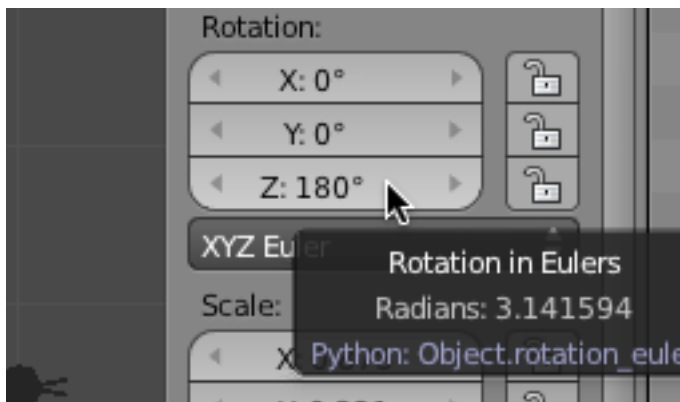 Rotation:
X: 0°
Y: 0°
Z: 180°
XYZ Euler
Rotation in Eulers
Radians: 3.141594
Scale:
X
Python: Object.rotation_eule